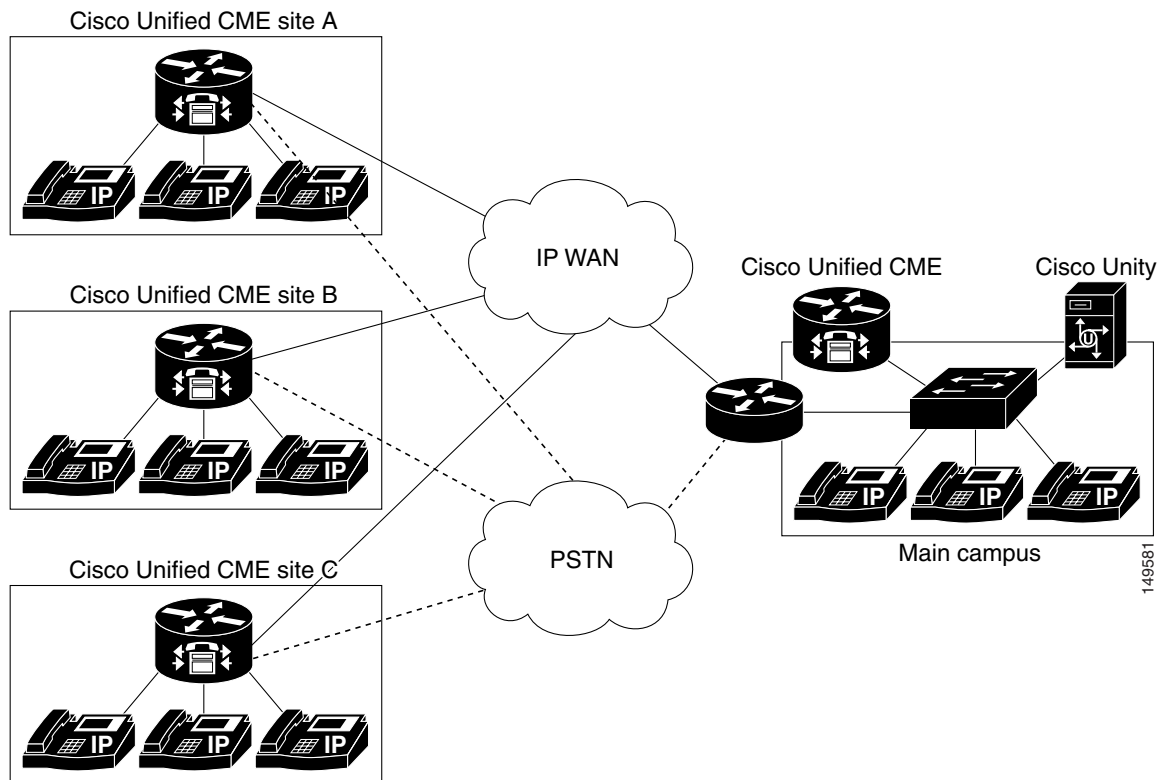 Cisco Unified CME site A
IP
IP
IP
IP WAN
Cisco Unified CME
Cisco Unity
U
Cisco Unified CME site B
IP
IP
IP
IP
IP
IP
Main campus
149581
PSTN
Cisco Unified CME site C
IP
IP
IP